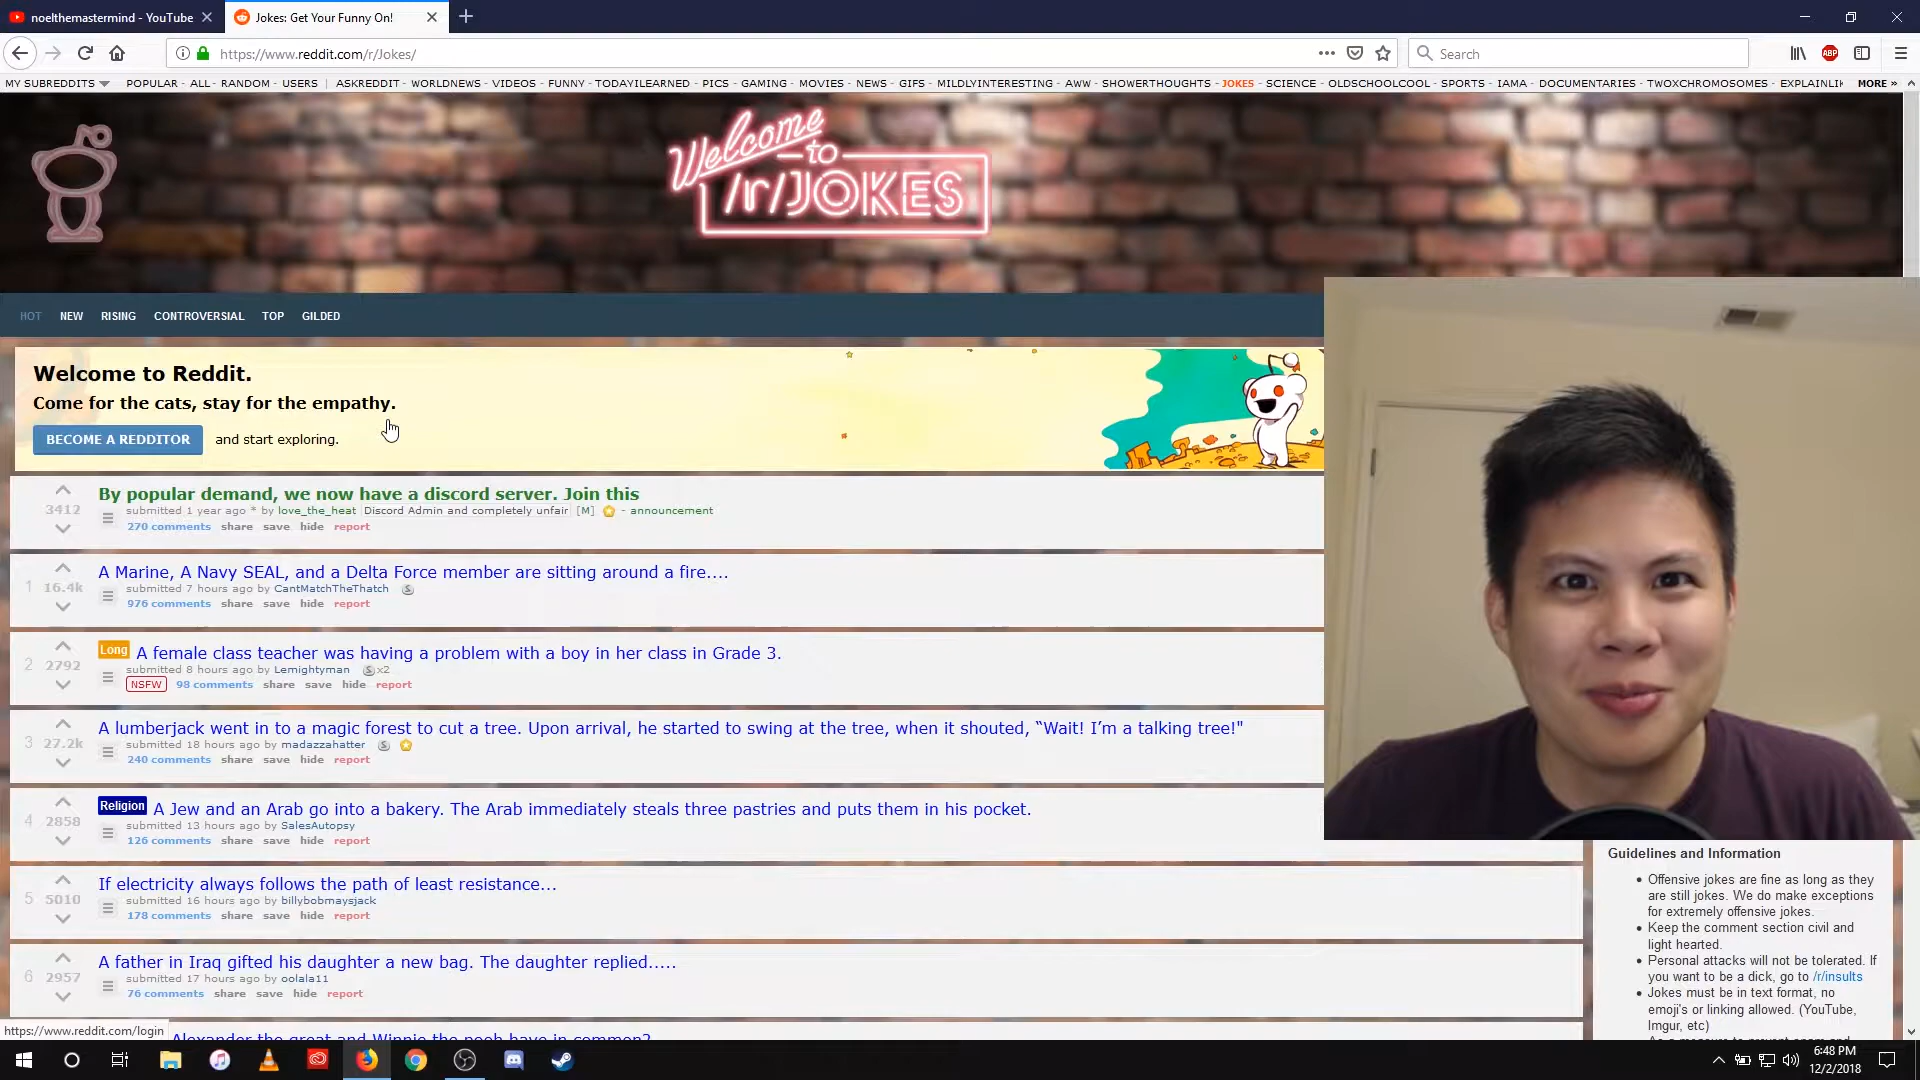 noelthemastermind - YouTube
Jokes: Get Your Funny On!
https://www.reddit.com/r/Jokes/
Search
ABP
MY SUBREDDITS POPULAR - ALL - RANDOM - USERS | ASKREDDIT - WORLDNEWS - VIDEOS - FUNNY - TODAYILEARNED - PICS - GAMING - MOVIES - NEWS - GIFS - MILDLYINTERESTING - AWW - SHOWERTHOUGHTS - JOKES - SCIENCE - OLDSCHOOLCOOL - SPORTS - IAMA - DOCUMENTARIES - TWOXCHROMOSOMES - EXPLAINLIK MORE »
Welcome
to
/r/JOKES
HOT NEW RISING CONTROVERSIAL TOP GILDED
Welcome to Reddit.
Come for the cats, stay for the empathy.
BECOME A REDDITOR and start exploring.
3412
By popular demand, we now have a discord server. Join this
submitted 1 year ago * by love_the_heat Discord Admin and completely unfair [M] - announcement
270 comments share save hide report
1 16.4k
A Marine, A Navy SEAL, and a Delta Force member are sitting around a fire....
submitted 7 hours ago by CantMatchTheThatch S
976 comments share save hide report
2 2792
Long A female class teacher was having a problem with a boy in her class in Grade 3.
submitted 8 hours ago by Lemightyman S x2
NSFW 98 comments share save hide report
3 27.2k
A lumberjack went in to a magic forest to cut a tree. Upon arrival, he started to swing at the tree, when it shouted, “Wait! I’m a talking tree!"
submitted 18 hours ago by madazzahatter S
240 comments share save hide report
4 2858
Religion A Jew and an Arab go into a bakery. The Arab immediately steals three pastries and puts them in his pocket.
submitted 13 hours ago by SalesAutopsy
126 comments share save hide report
5 5010
If electricity always follows the path of least resistance...
submitted 16 hours ago by billybobmaysjack
178 comments share save hide report
6 2957
A father in Iraq gifted his daughter a new bag. The daughter replied.....
submitted 17 hours ago by oolala11
76 comments share save hide report
Alexander the great and Winnie the pooh have in common?
Guidelines and Information
Offensive jokes are fine as long as they
are still jokes. We do make exceptions
for extremely offensive jokes.
Keep the comment section civil and
light hearted.
Personal attacks will not be tolerated. If
you want to be a dick, go to /r/insults
Jokes must be in text format, no
emoji's or linking allowed. (YouTube,
Imgur, etc)
https://www.reddit.com/login
6:48 PM
12/2/2018